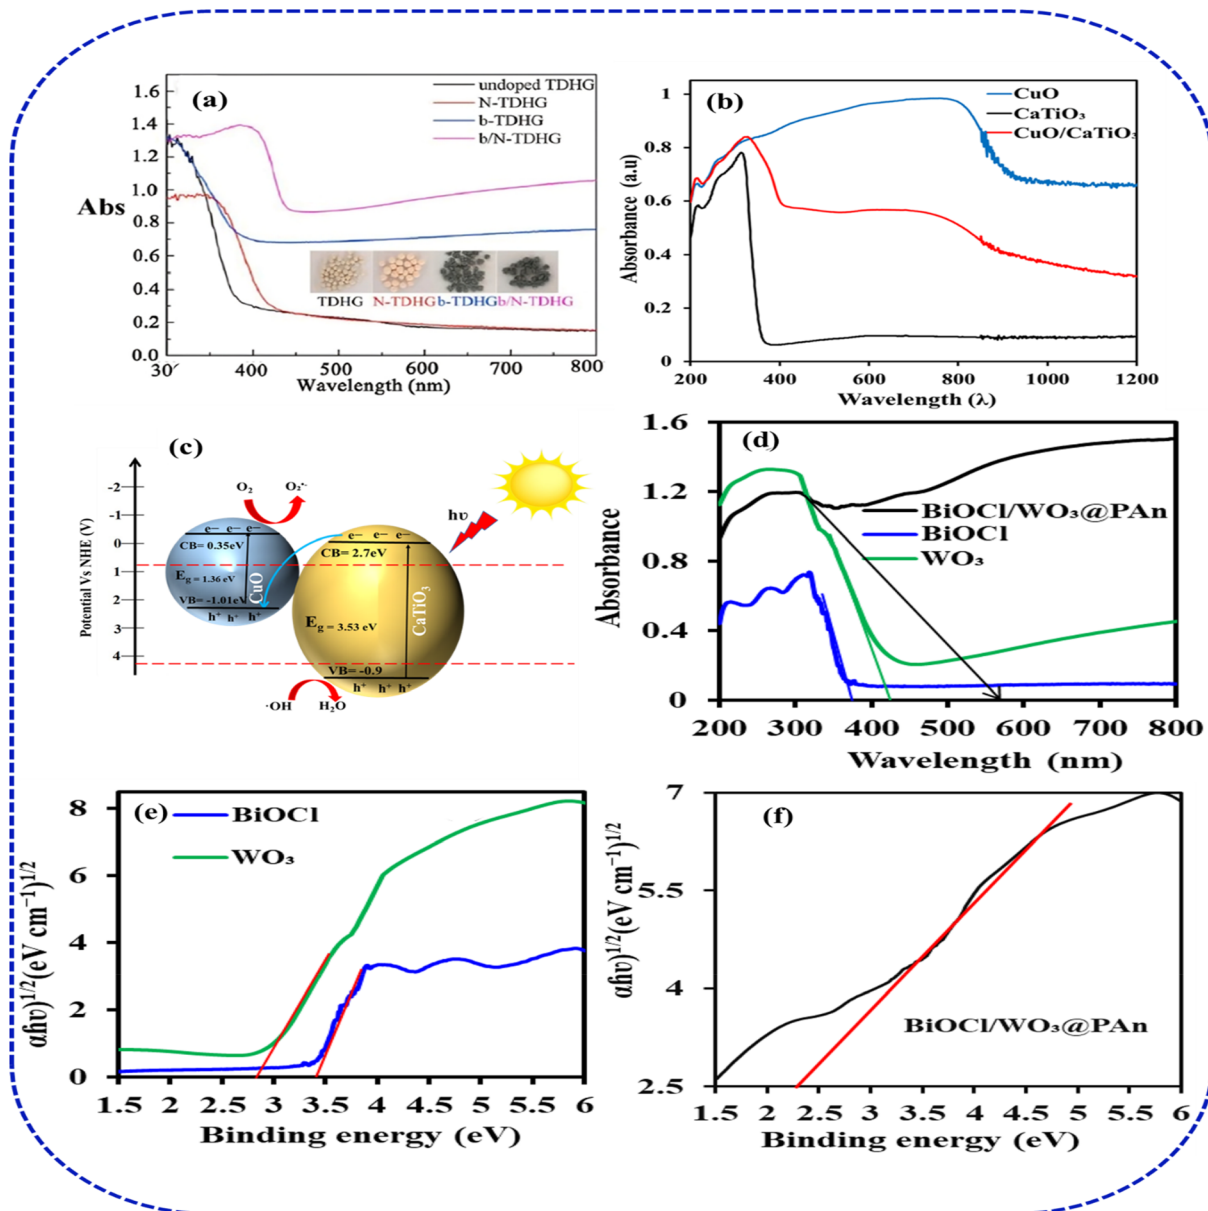 (a)
undoped TDHG
N-TDHG
b-TDHG
b/N-TDHG
1.6
1.4
1.2
1.0
0.8
0.6
0.4
0.2
0.0
Abs
TDHG N-TDHG b-TDHG b/N-TDHG
30 400 500 600 700 800
Wavelength (nm)
(b)
CuO
CaTiO₃
CuO/CaTiO₃
1
0.8
0.6
0.4
0.2
0
Absorbance (a.u)
200 400 600 800 1000 1200
Wavelength (λ)
(c)
Potential Vs NHE (V)
-2
-1
0
1
2
3
4
O₂ O₂•-
hυ
e— e— e—
CB= 0.35eV
Eg = 1.36 eV
VB= -1.01eV
CuO
h⁺ h⁺ h⁺
e— e— e—
CB= 2.7eV
Eg = 3.53 eV
CaTiO₃
VB= -0.9
h⁺ h⁺ h⁺
·OH H₂O
(d)
BiOCl/WO₃@PAn
BiOCl
WO₃
1.6
1.2
0.8
0.4
0
Absorbance
200 300 400 500 600 700 800
Wavelength (nm)
(e)
BiOCl
WO₃
8
6
4
2
0
αhυ)1/2(eV cm⁻¹)1/2
1.5 2 2.5 3 3.5 4 4.5 5 5.5 6
Binding energy (eV)
(f)
7
5.5
4
2.5
αhυ)1/2(eV cm⁻¹)1/2
BiOCl/WO₃@PAn
1.5 2 2.5 3 3.5 4 4.5 5 5.5 6
Binding energy (eV)